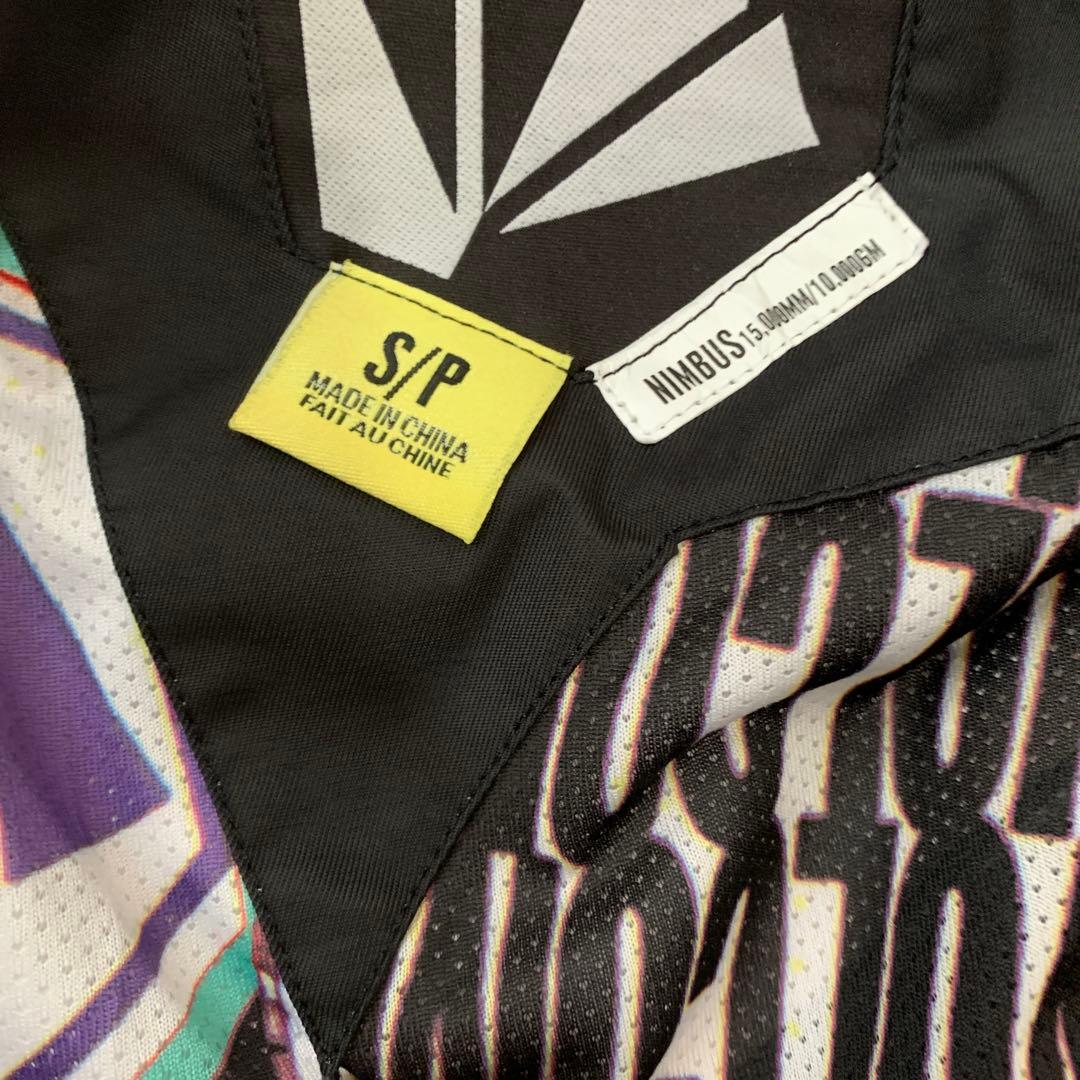 S/P
MADE IN CHINA
FAIT AU CHINE
NIMBUS 15,000MM/10,000GM